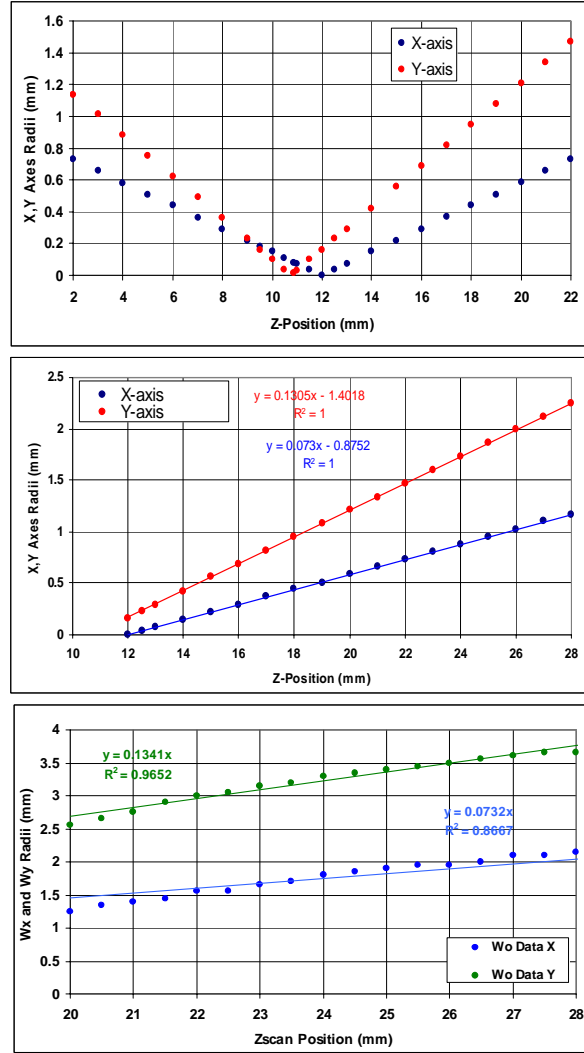 1.6
1.4
1.2
1
0.8
0.6
0.4
0.2
0
X,Y Axes Radii (mm)
X-axis
Y-axis
2 4 6 8 10 12 14 16 18 20 22
Z-Position (mm)
2.5
2
1.5
1
0.5
0
X,Y Axes Radii (mm)
X-axis
Y-axis
y = 0.1305x - 1.4018
R² = 1
y = 0.073x - 0.8752
R² = 1
10 12 14 16 18 20 22 24 26 28
Z-Position (mm)
4
3.5
3
2.5
2
1.5
1
0.5
0
Wx and Wy Radii (mm)
y = 0.1341x
R² = 0.9652
y = 0.0732x
R² = 0.8667
Wo Data X
Wo Data Y
20 21 22 23 24 25 26 27 28
Zscan Position (mm)